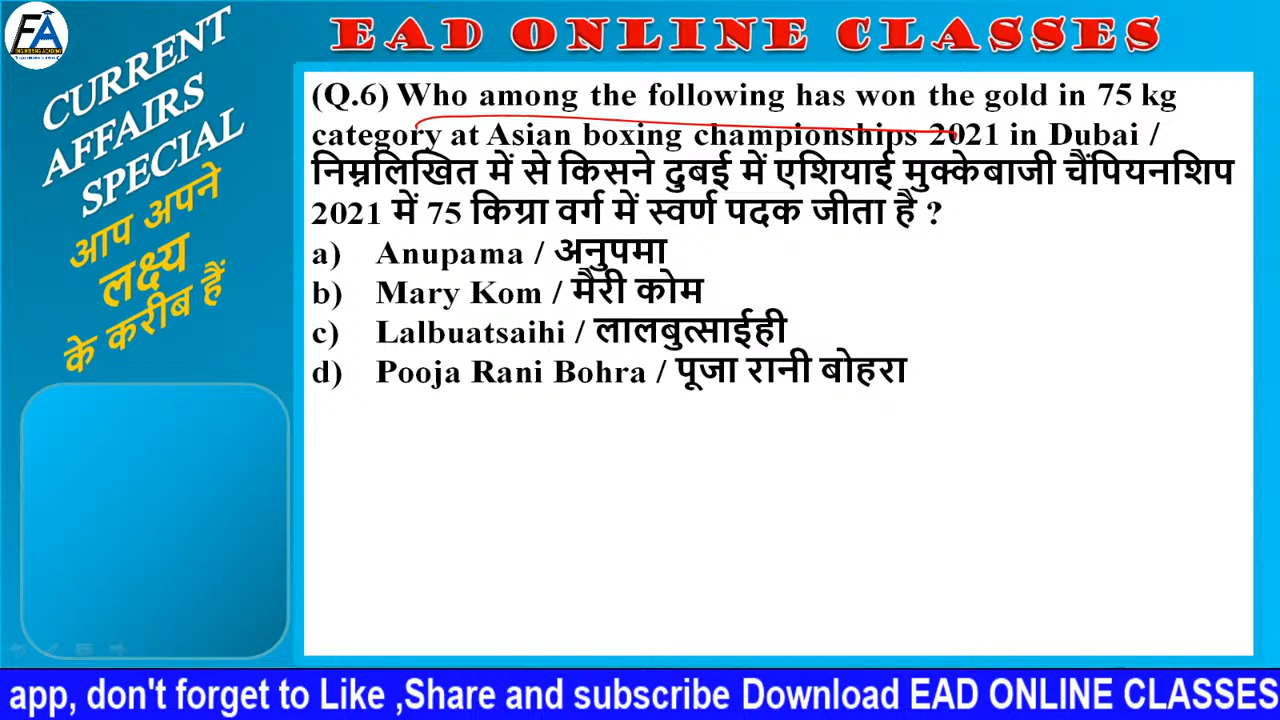 FA
ENGINEERING ACADEMY
EAD ONLINE CLASSES
CURRENT
AFFAIRS
SPECIAL
आप अपने
लक्ष्य
के करीब हैं
(Q.6) Who among the following has won the gold in 75 kg
category at Asian boxing championships 2021 in Dubai /
निम्नलिखित में से किसने दुबई में एशियाई मुक्केबाजी चैंपियनशिप
2021 में 75 किग्रा वर्ग में स्वर्ण पदक जीता है ?
a) Anupama / अनुपमा
b) Mary Kom / मैरी कोम
c) Lalbuatsaihi / लालबुत्साईही
d) Pooja Rani Bohra / पूजा रानी बोहरा
app, don't forget to Like ,Share and subscribe Download EAD ONLINE CLASSES